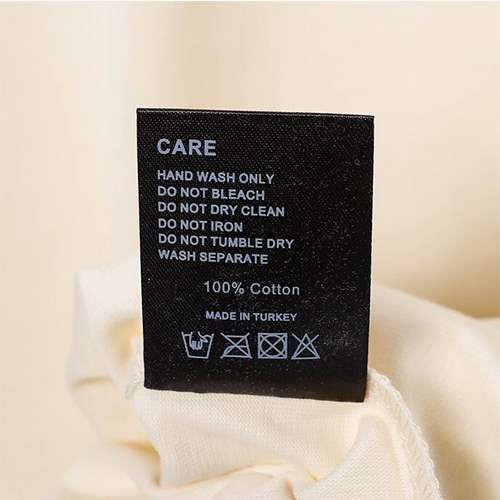 CARE
HAND WASH ONLY
DO NOT BLEACH
DO NOT DRY CLEAN
DO NOT IRON
DO NOT TUMBLE DRY
WASH SEPARATE
100% Cotton
MADE IN TURKEY